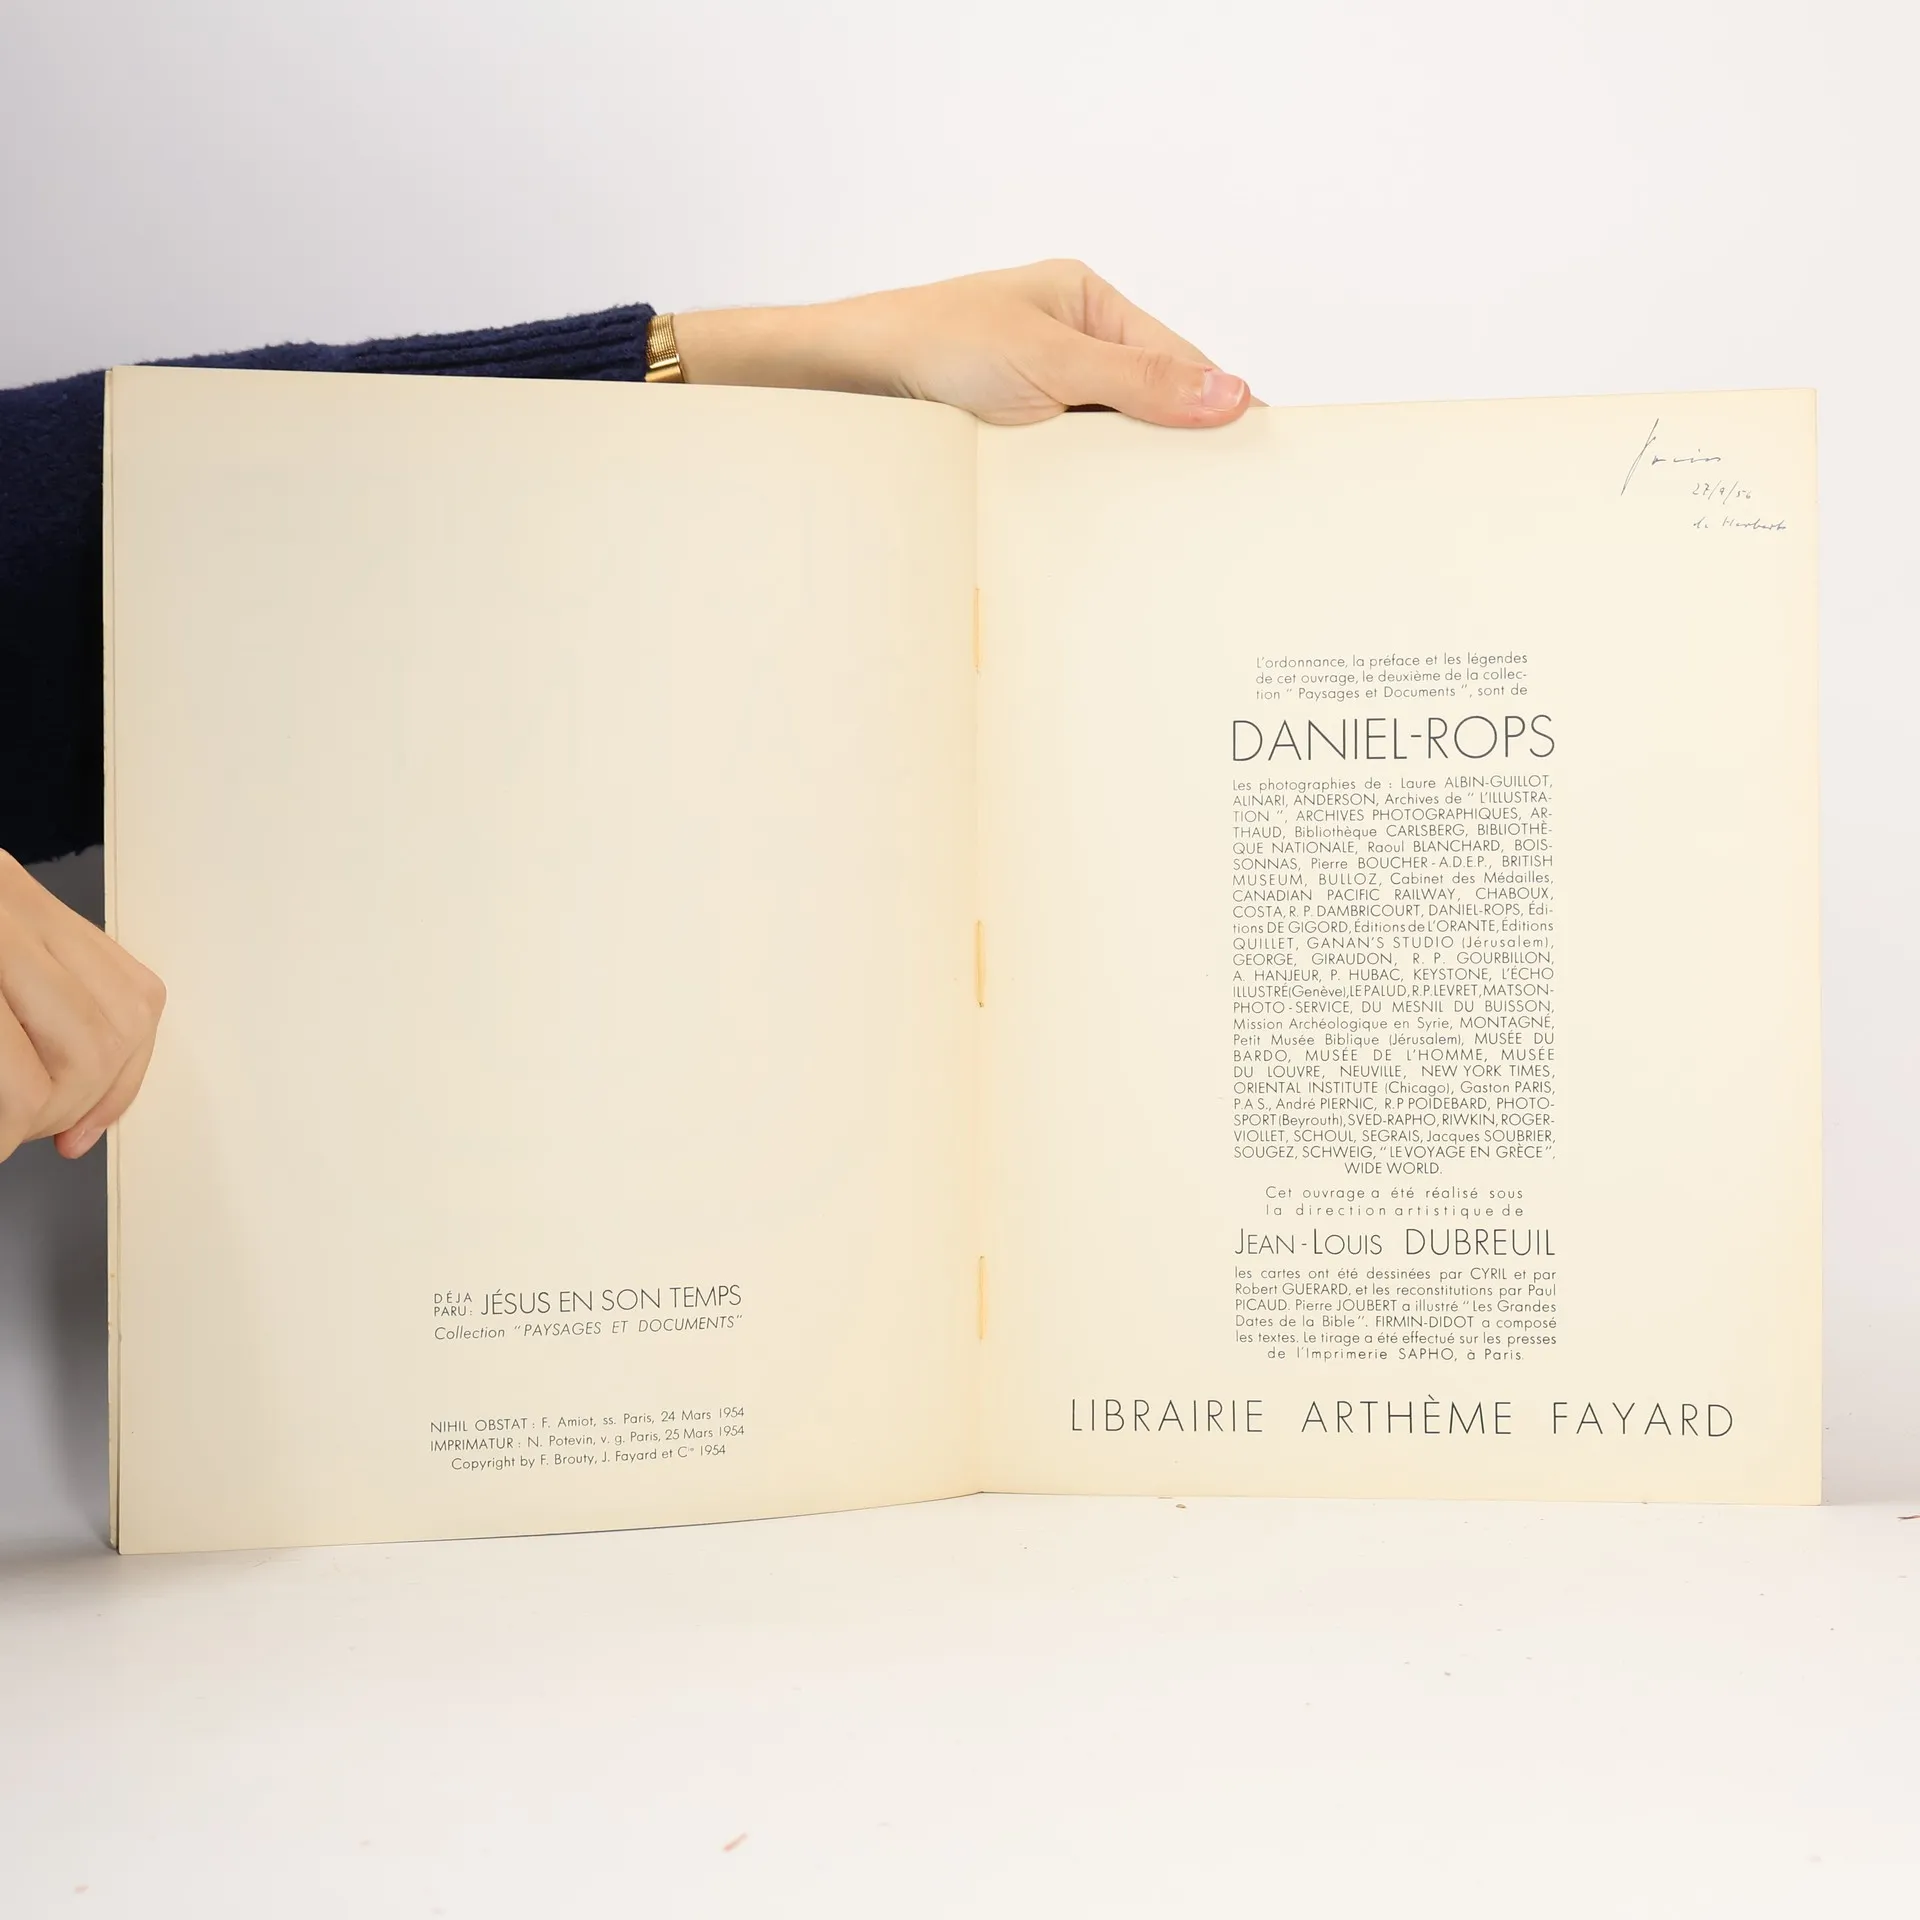 DÉJA
PARU : JÉSUS EN SON TEMPS
Collection "PAYSAGES ET DOCUMENTS"
NIHIL OBSTAT : F. Amiot, ss. Paris, 24 Mars 1954
IMPRIMATUR : N. Potevin, v. g. Paris, 25 Mars 1954
Copyright by F. Brouty, J. Fayard et Cie 1954
de Herbert
L'ordonnance, la préface et les légendes
de cet ouvrage, le deuxième de la collec-
tion " Paysages et Documents ", sont de
DANIEL-ROPS
Les photographies de : Laure ALBIN-GUILLOT,
ALINARI, ANDERSON, Archives de " L'ILLUSTRA-
TION ", ARCHIVES PHOTOGRAPHIQUES, AR-
THAUD, Bibliothèque CARLSBERG, BIBLIOTHÈ-
QUE NATIONALE, Raoul BLANCHARD, BOIS-
SONNAS, Pierre BOUCHER - A.D.E.P., BRITISH
MUSEUM, BULLOZ, Cabinet des Médailles,
CANADIAN PACIFIC RAILWAY, CHABOUX,
COSTA, R. P. DAMBRICOURT, DANIEL-ROPS, Édi-
tions DE GIGORD, Éditions de L'ORANTE, Éditions
QUILLET, GANAN'S STUDIO (Jérusalem),
GEORGE, GIRAUDON, R. P. GOURBILLON,
A. HANJEUR, P. HUBAC, KEYSTONE, L'ÉCHO
ILLUSTRÉ (Genève), LE PALUD, R.P. LEVRET, MATSON-
PHOTO - SERVICE, DU MESNIL DU BUISSON,
Mission Archéologique en Syrie, MONTAGNÉ,
Petit Musée Biblique (Jérusalem), MUSÉE DU
BARDO, MUSÉE DE L'HOMME, MUSÉE
DU LOUVRE, NEUVILLE, NEW YORK TIMES,
ORIENTAL INSTITUTE (Chicago), Gaston PARIS,
P.A S., André PIERNIC, R.P POIDEBARD, PHOTO-
SPORT (Beyrouth), SVED-RAPHO, RIWKIN, ROGER-
VIOLLET, SCHOUL, SEGRAIS, Jacques SOUBRIER,
SOUGEZ, SCHWEIG, " LE VOYAGE EN GRÈCE ",
WIDE WORLD.
Cet ouvrage a été réalisé sous
la direction artistique de
JEAN-LOUIS DUBREUIL
les cartes ont été dessinées par CYRIL et par
Robert GUERARD, et les reconstitutions par Paul
PICAUD. Pierre JOUBERT a illustré " Les Grandes
Dates de la Bible ". FIRMIN-DIDOT a composé
les textes. Le tirage a été effectué sur les presses
de l'Imprimerie SAPHO, à Paris.
LIBRAIRIE ARTHÈME FAYARD